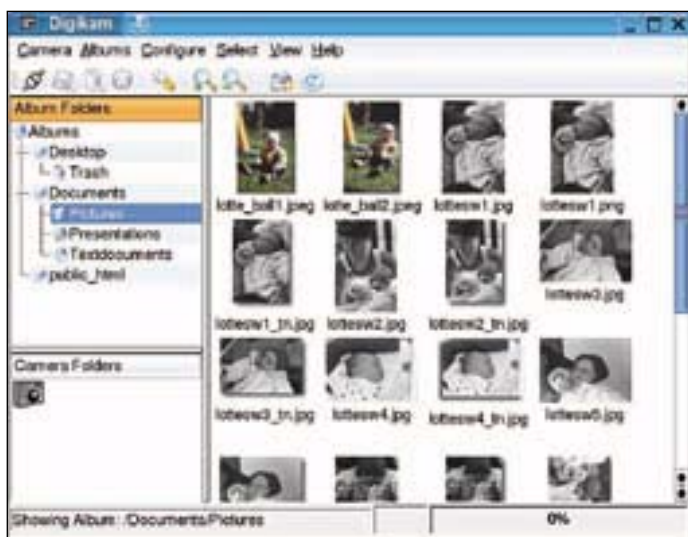 Digikam
Camera Albums Configure Select View Help
Album Folders
Albums
Desktop
Trash
Documents
Pictures
Presentations
Textdocuments
public_html
Camera Folders
lotte_ball1.jpeg lotte_ball2.jpeg lottesw1.jpg lottesw1.png
lottesw1_tn.jpg lottesw2.jpg lottesw2_tn.jpg lottesw3.jpg
lottesw3_tn.jpg lottesw4.jpg lottesw4_tn.jpg lottesw5.jpg
Showing Album: /Documents/Pictures 0%